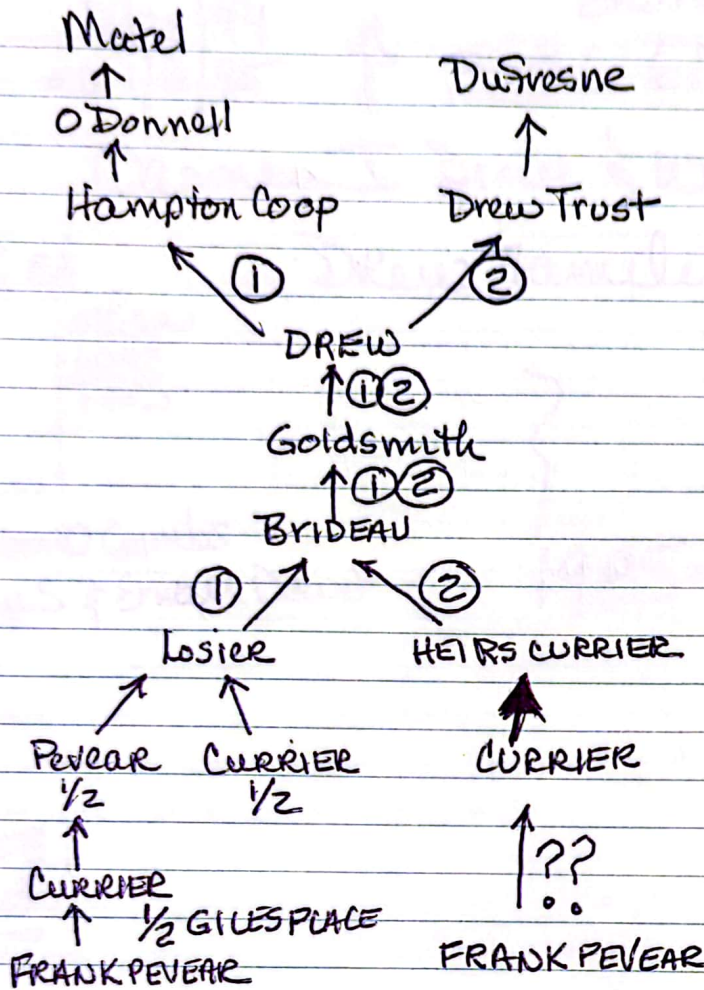 Matel
DuFresne
O'Donnell
Hampton Coop
Drew Trust
①
②
DREW
① ②
Goldsmith
① ②
BRIDEAU
①
②
Losier
HEIRS CURRIER
Pevear
CURRIER
CURRIER
1/2
1/2
??
CURRIER
1/2 GILES PLACE
FRANK PEVEAR
FRANK PEVEAR